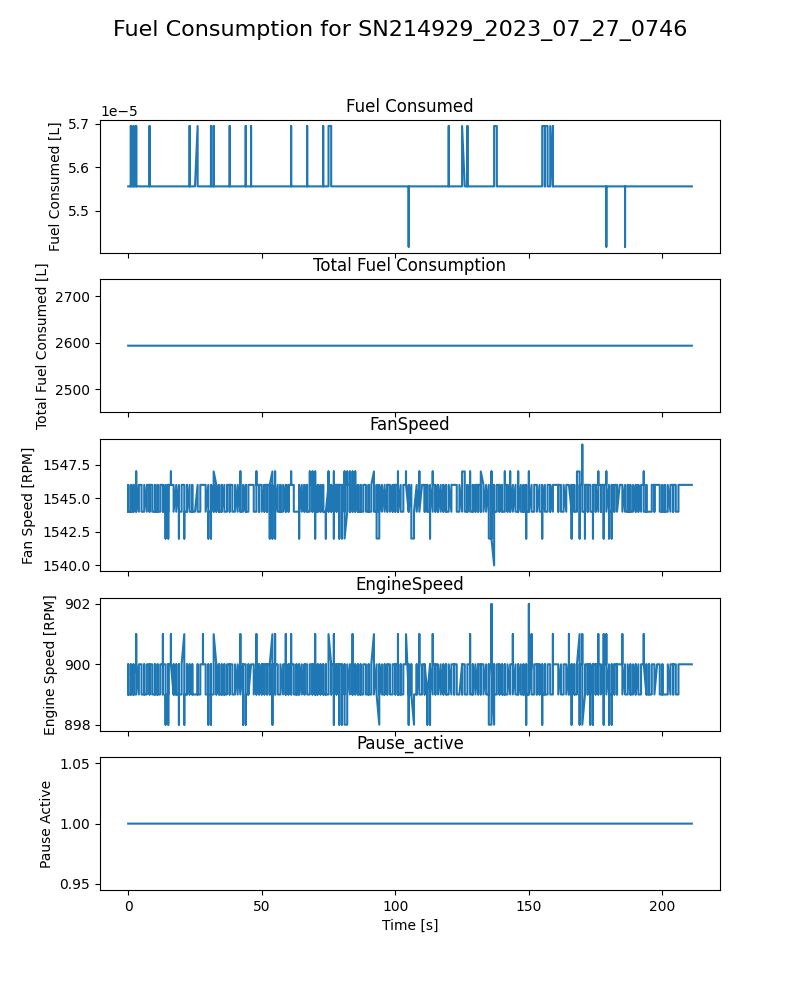 Fuel Consumption for SN214929_2023_07_27_0746
Fuel Consumed
1e−5
5.7
5.6
5.5
Fuel Consumed [L]
Total Fuel Consumption
2700
2600
2500
Total Fuel Consumed [L]
FanSpeed
1547.5
1545.0
1542.5
1540.0
Fan Speed [RPM]
EngineSpeed
902
900
898
Engine Speed [RPM]
Pause_active
1.05
1.00
0.95
Pause Active
0 50 100 150 200
Time [s]